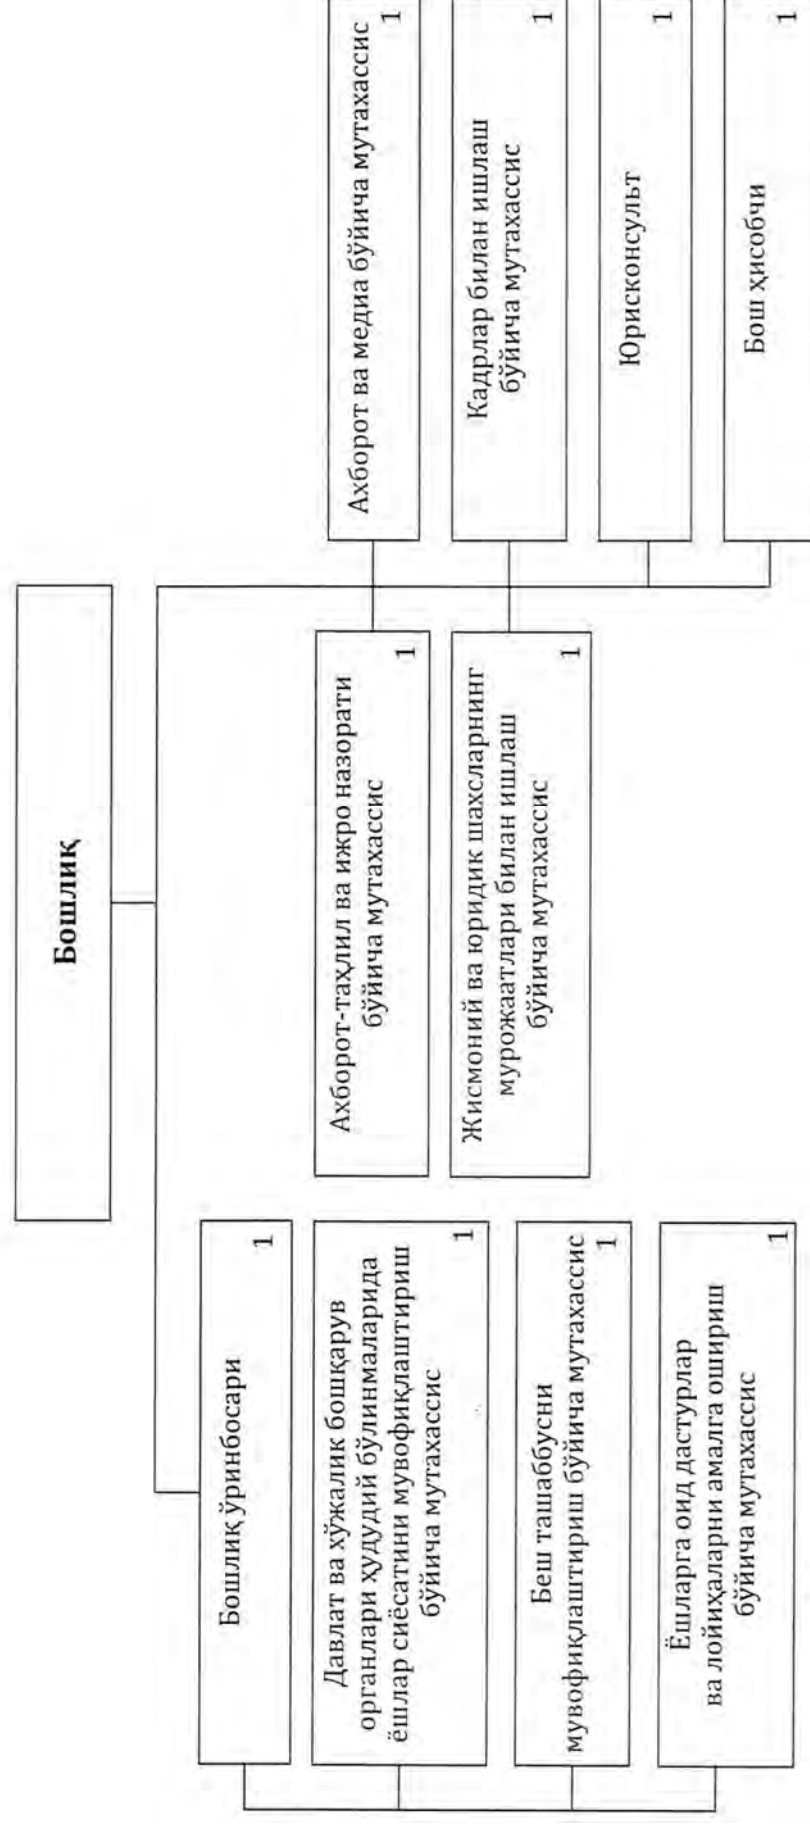 Бошлиқ
Бошлиқ ўринбосари
1
Давлат ва хўжалик бошқарув
органлари ҳудудий бўлинмаларида
ёшлар сиёсатини мувофиқлаштириш
бўйича мутахассис
1
Беш ташаббусни
мувофиқлаштириш бўйича мутахассис
1
Ёшларга оид дастурлар
ва лойиҳаларни амалга ошириш
бўйича мутахассис
1
Ахборот-таҳлил ва ижро назорати
бўйича мутахассис
1
Жисмоний ва юридик шахсларнинг
мурожаатлари билан ишлаш
бўйича мутахассис
1
Ахборот ва медиа бўйича мутахассис
1
Кадрлар билан ишлаш
бўйича мутахассис
1
Юрисконсульт
1
Бош ҳисобчи
1